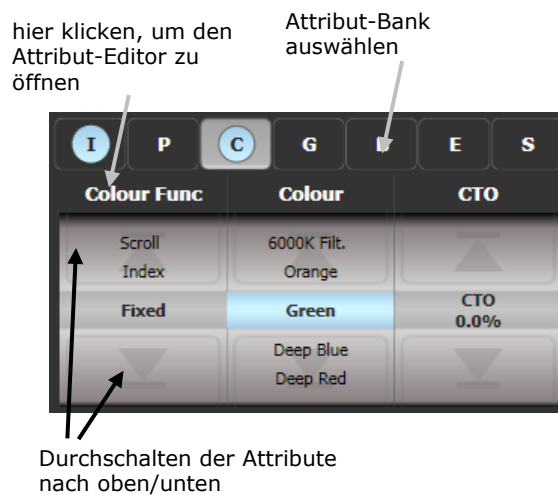 hier klicken, um den
Attribut-Editor zu
öffnen
Attribut-Bank
auswählen
I P C G B E S
Colour Func Colour CTO
Scroll 6000K Filt.
Index Orange
Fixed Green CTO
0.0%
Deep Blue
Deep Red
Durchschalten der Attribute
nach oben/unten